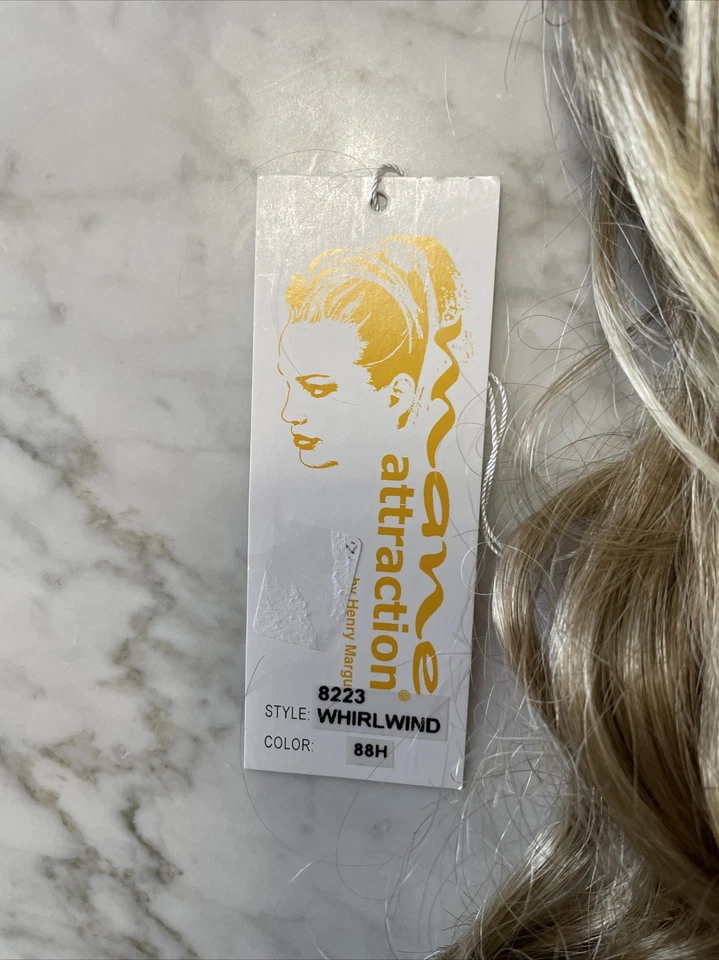 mane
attraction
©
by Henry Margu
8223
STYLE: WHIRLWIND
COLOR: 88H